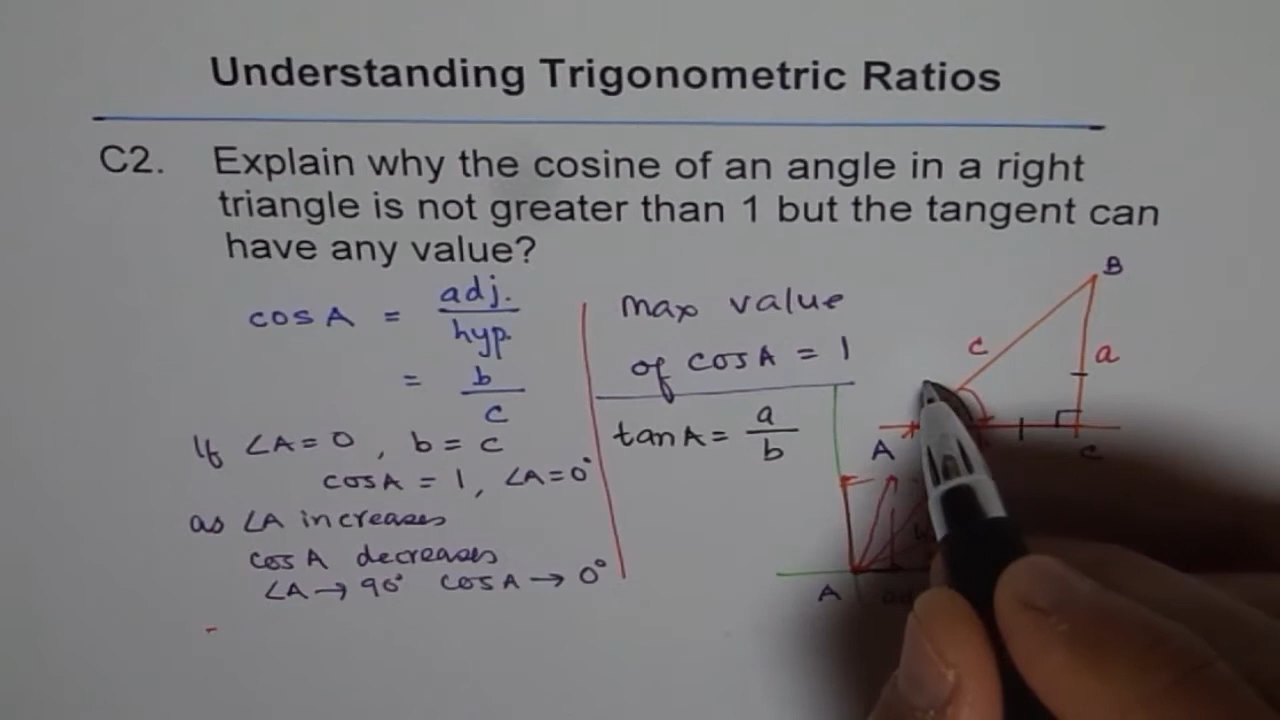 Understanding Trigonometric Ratios
C2. Explain why the cosine of an angle in a right
triangle is not greater than 1 but the tangent can
have any value?
cos A = adj. / hyp.
= b / c
If ∠A = 0 , b = c
cos A = 1 , ∠A = 0°
as ∠A increases
cos A decreases
∠A → 90° cos A → 0°
max value
of cos A = 1
tan A = a / b
B
c
a
A
C
A